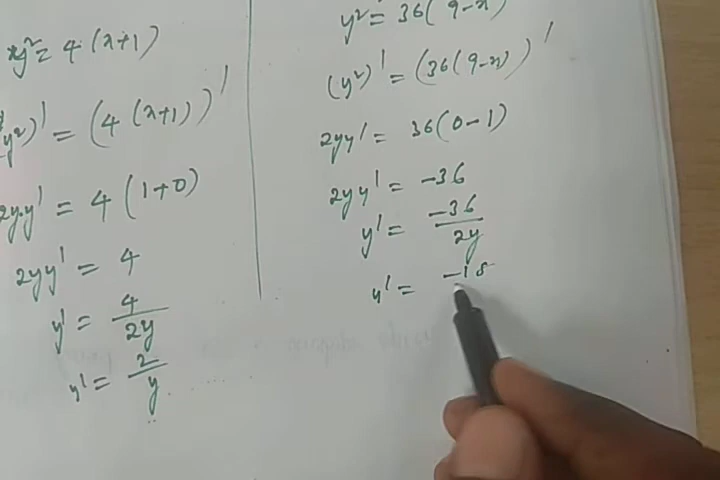 y² = 4(x+1)
(y²)' = (4(x+1))'
2y.y' = 4(1+0)
2yy' = 4
y' = 4/2y
y' = 2/y
y² = 36(9-x)
(y²)' = (36(9-x))'
2yy' = 36(0-1)
2yy' = -36
y' = -36/2y
y' = -18